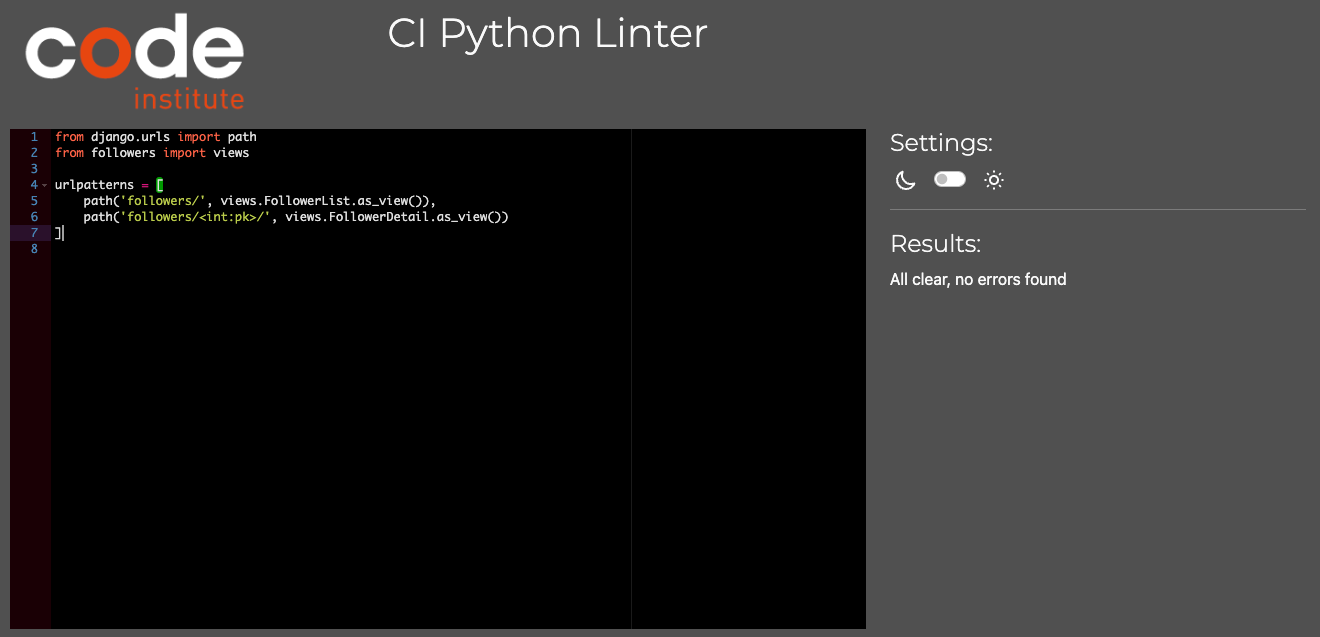 code
institute
CI Python Linter
1 from django.urls import path
2 from followers import views
3
4 urlpatterns = [
5     path('followers/', views.FollowerList.as_view()),
6     path('followers/<int:pk>/', views.FollowerDetail.as_view())
7 ]
8
Settings:
Results:
All clear, no errors found